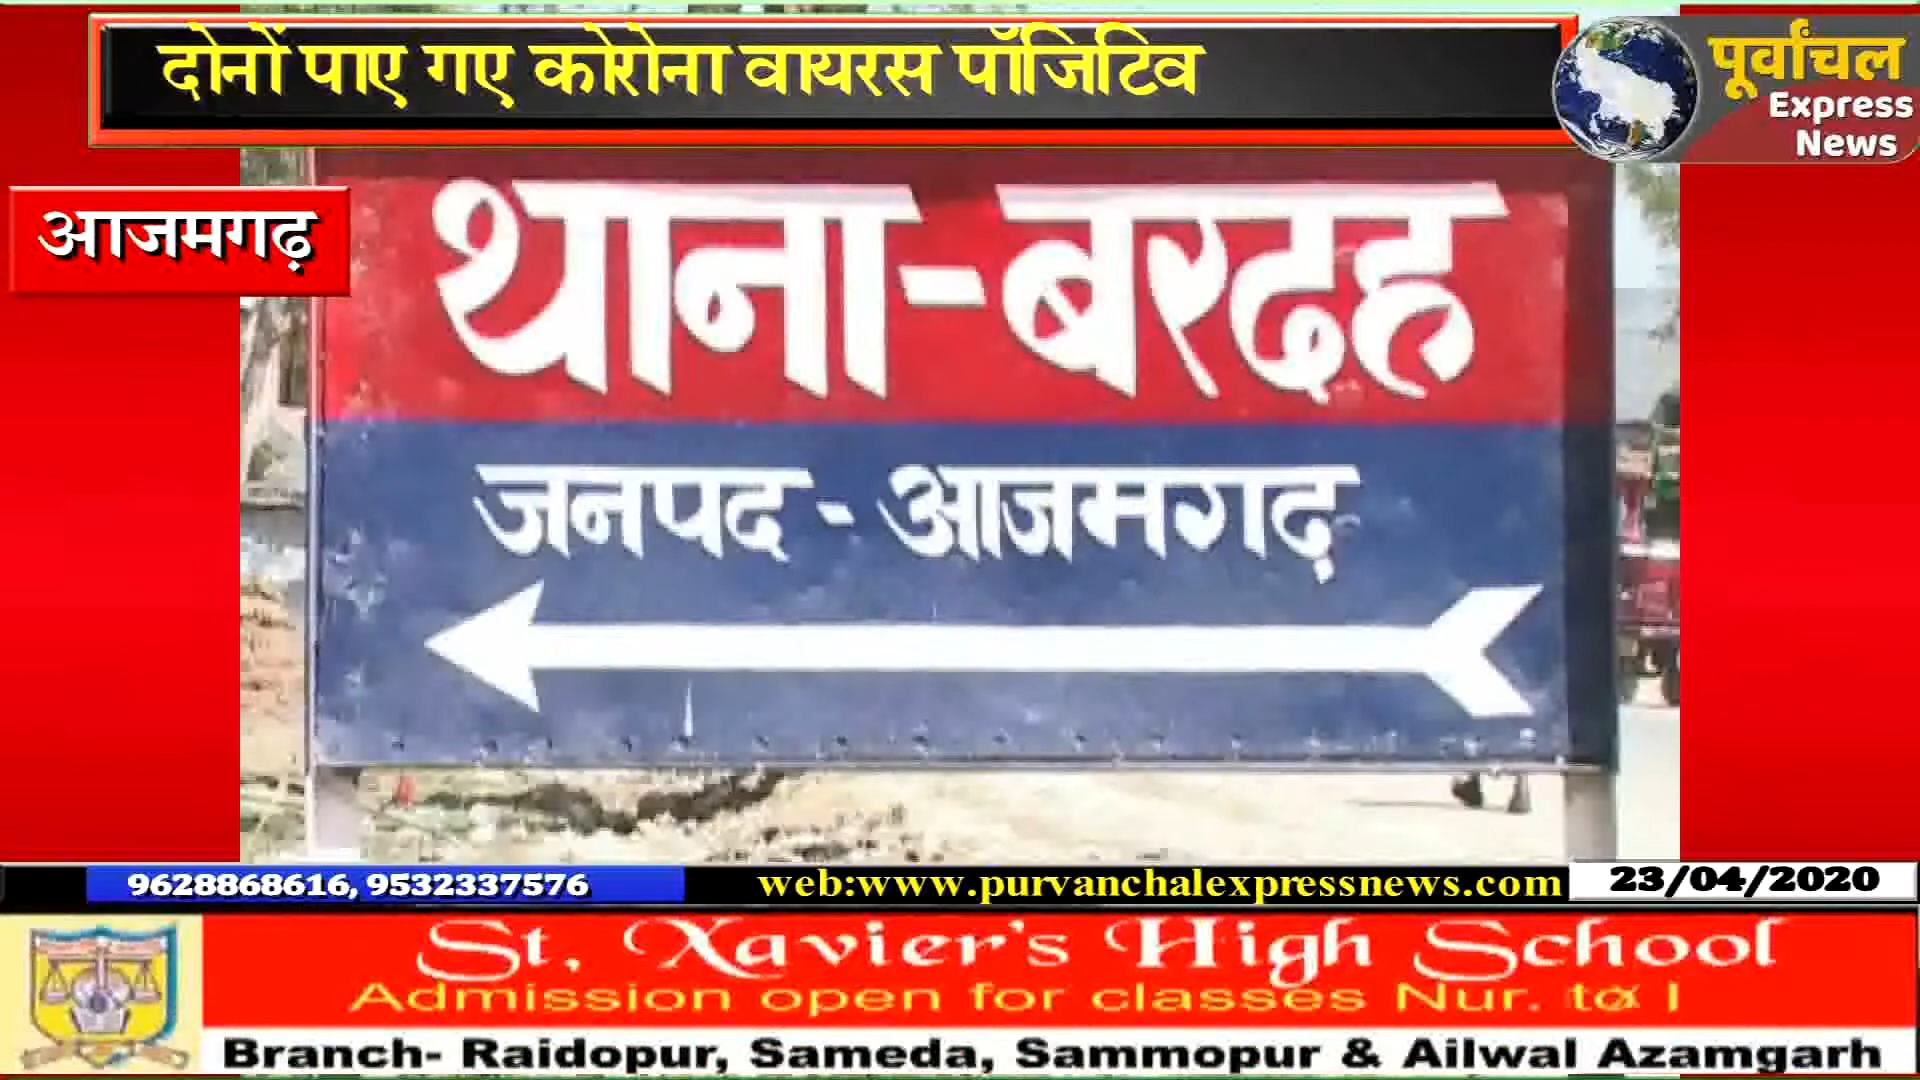 दोनों पाए गए कोरोना वायरस पॉजिटिव
पूर्वांचल
Express
News
आजमगढ़
थाना-बरदह
जनपद - आजमगढ़
9628868616, 9532337576
web:www.purvanchalexpressnews.com
23/04/2020
St. Xavier's High School
Admission open for classes Nur. to I
Branch- Raidopur, Sameda, Sammopur & Ailwal Azamgarh